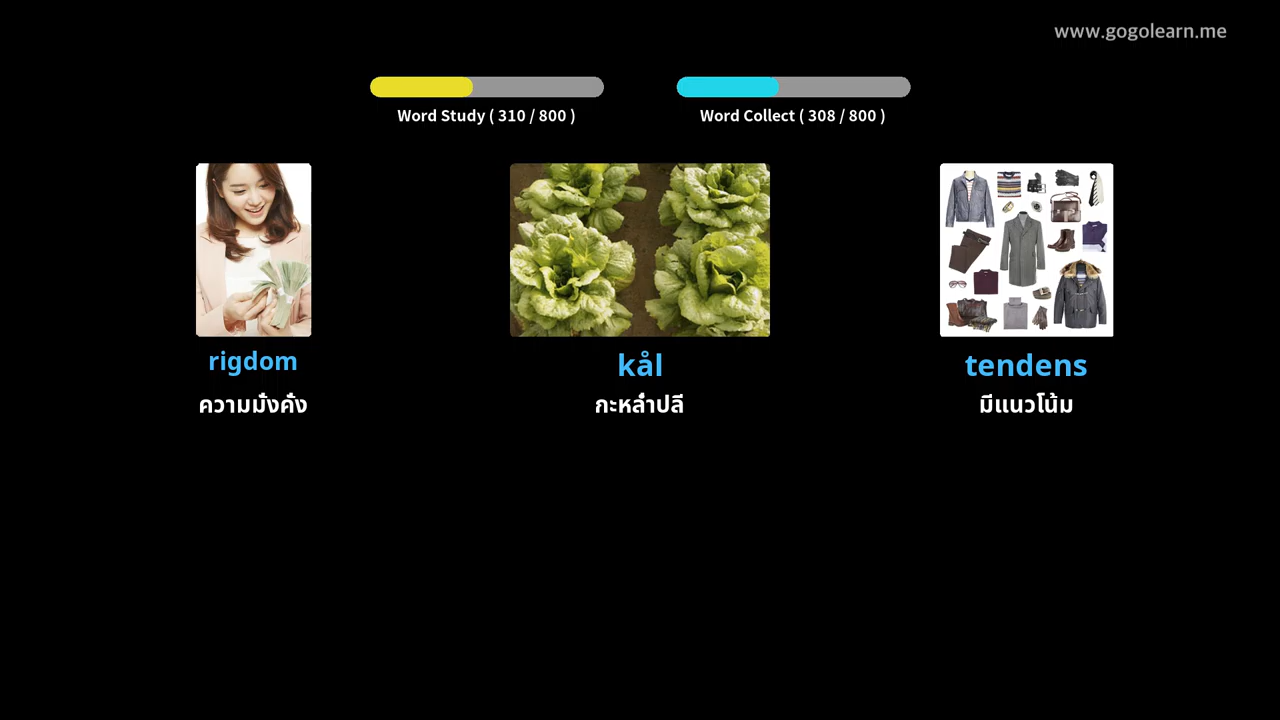 www.gogolearn.me
Word Study ( 310 / 800 )
Word Collect ( 308 / 800 )
rigdom
kål
tendens
ความมั่งคั่ง
กะหล่ำปลี
มีแนวโน้ม